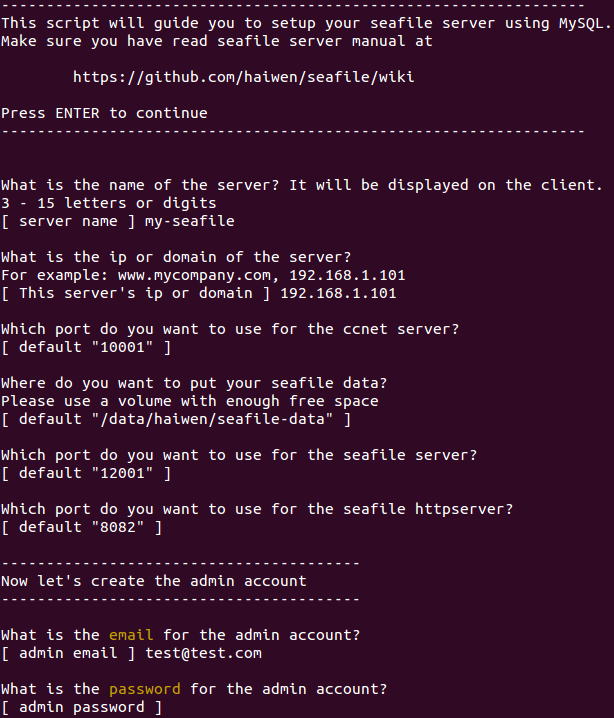 -----------------------------------------------------------------
This script will guide you to setup your seafile server using MySQL.
Make sure you have read seafile server manual at
https://github.com/haiwen/seafile/wiki
Press ENTER to continue
-----------------------------------------------------------------
What is the name of the server? It will be displayed on the client.
3 - 15 letters or digits
[ server name ] my-seafile
What is the ip or domain of the server?
For example: www.mycompany.com, 192.168.1.101
[ This server's ip or domain ] 192.168.1.101
Which port do you want to use for the ccnet server?
[ default "10001" ]
Where do you want to put your seafile data?
Please use a volume with enough free space
[ default "/data/haiwen/seafile-data" ]
Which port do you want to use for the seafile server?
[ default "12001" ]
Which port do you want to use for the seafile httpserver?
[ default "8082" ]
----------------------------------------
Now let's create the admin account
----------------------------------------
What is the email for the admin account?
[ admin email ] test@test.com
What is the password for the admin account?
[ admin password ]